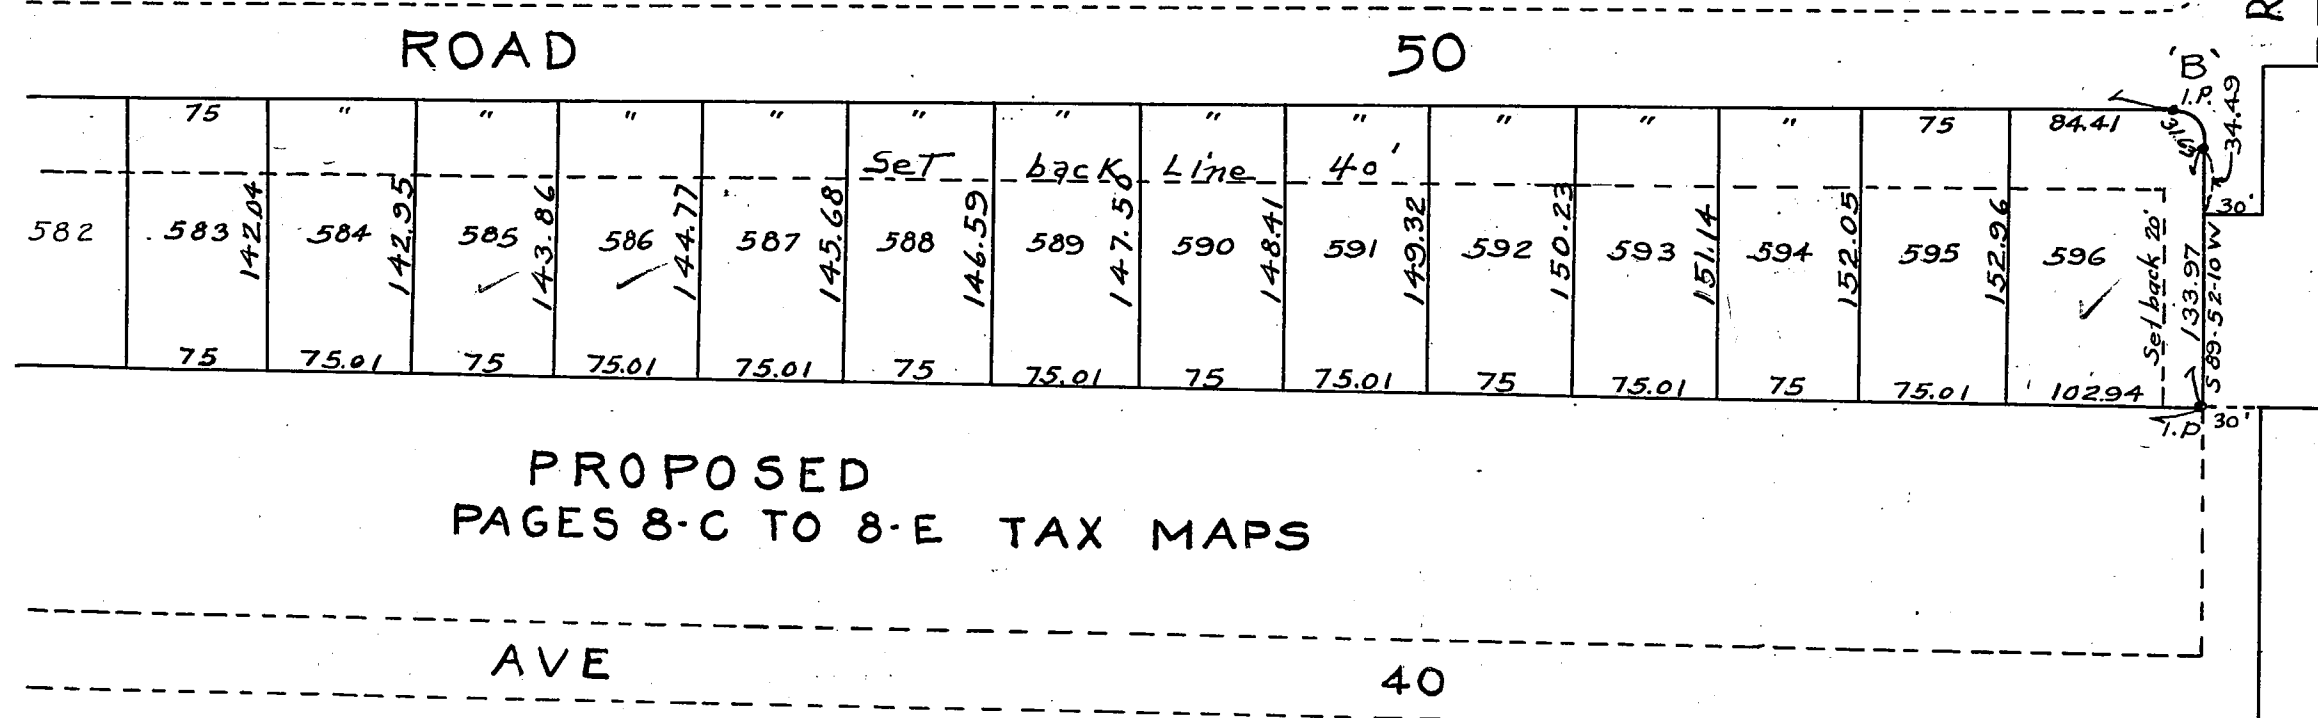 ROAD 50
R
'B'
I.P.
34.49
75 " " " " " " " " " " " 75 84.41
Set back Line 40'
142.04 142.95 143.86 144.77 145.68 146.59 147.50 148.41 149.32 150.23 151.14 152.05 152.96
582 583 584 585 586 587 588 589 590 591 592 593 594 595 596
Set back 20'
133.97
S 89-52-10 W
30'
75 75.01 75 75.01 75.01 75 75.01 75 75.01 75 75.01 75 75.01 102.94
I.P. 30'
PROPOSED
PAGES 8-C TO 8-E TAX MAPS
AVE 40